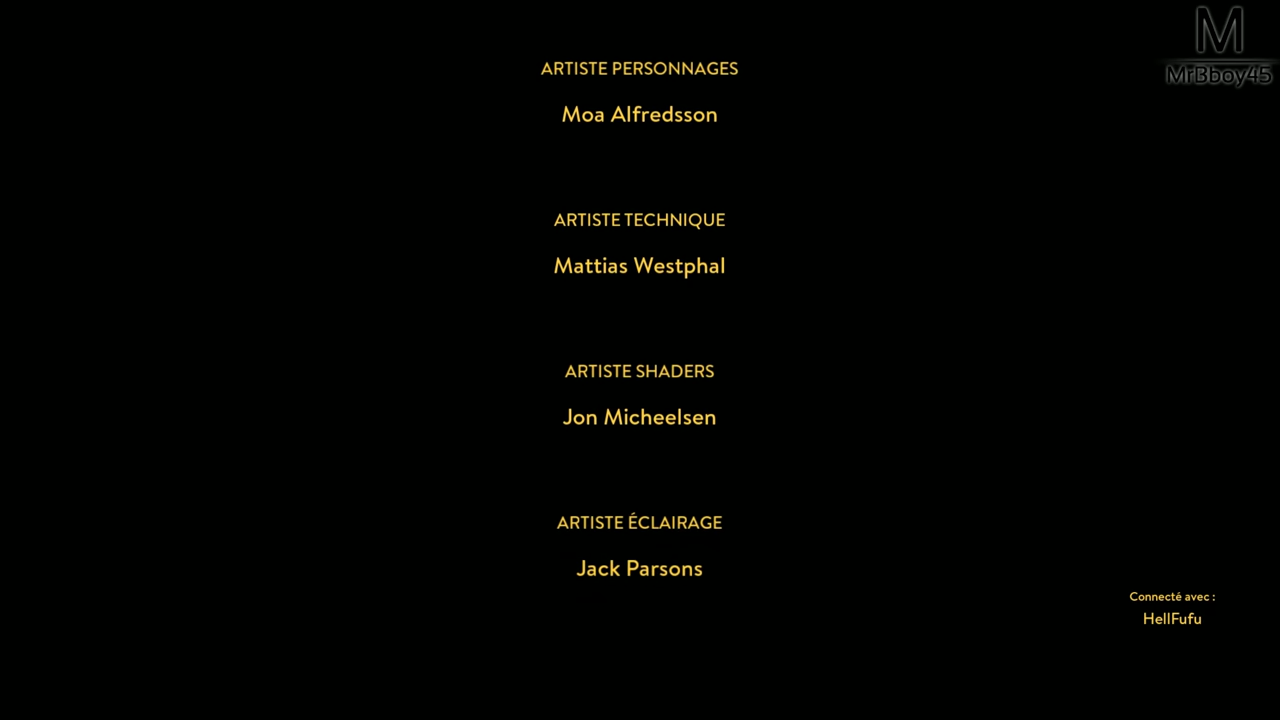 M
MrBboy45
ARTISTE PERSONNAGES
Moa Alfredsson
ARTISTE TECHNIQUE
Mattias Westphal
ARTISTE SHADERS
Jon Micheelsen
ARTISTE ÉCLAIRAGE
Jack Parsons
Connecté avec :
HellFufu